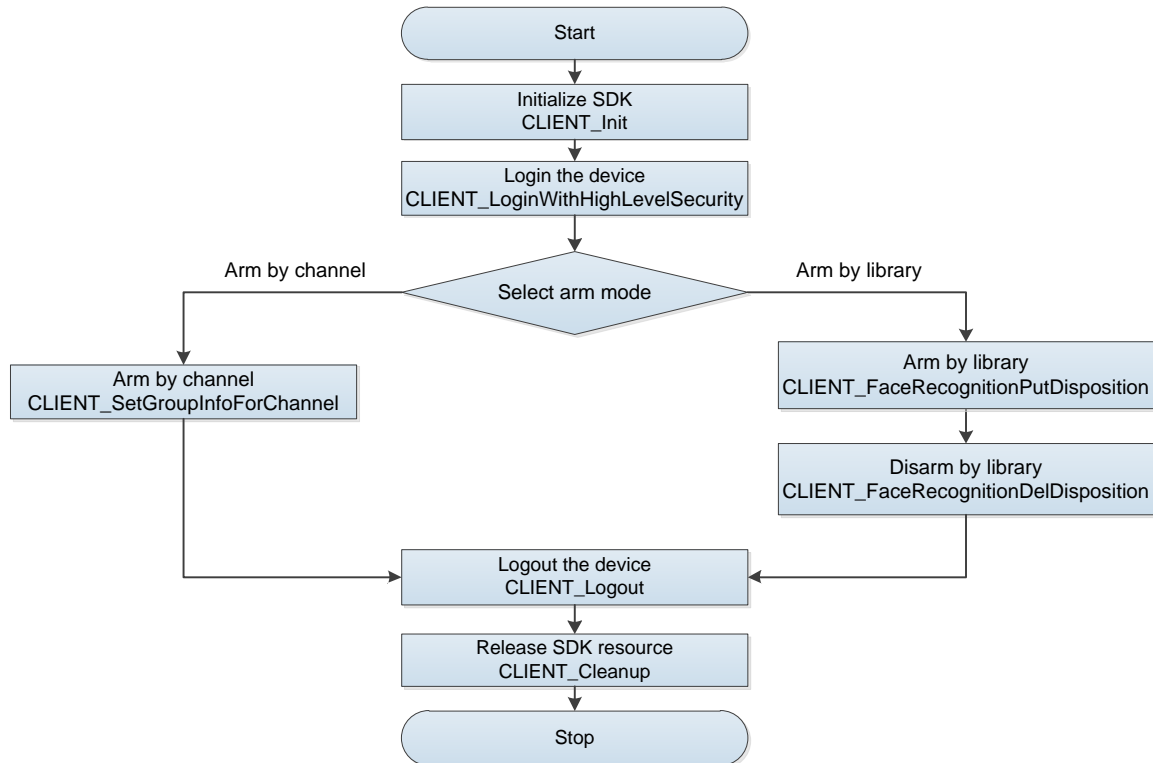 Start
Initialize SDK
CLIENT_Init
Login the device
CLIENT_LoginWithHighLevelSecurity
Arm by channel
Arm by library
Select arm mode
Arm by channel
CLIENT_SetGroupInfoForChannel
Arm by library
CLIENT_FaceRecognitionPutDisposition
Disarm by library
CLIENT_FaceRecognitionDelDisposition
Logout the device
CLIENT_Logout
Release SDK resource
CLIENT_Cleanup
Stop